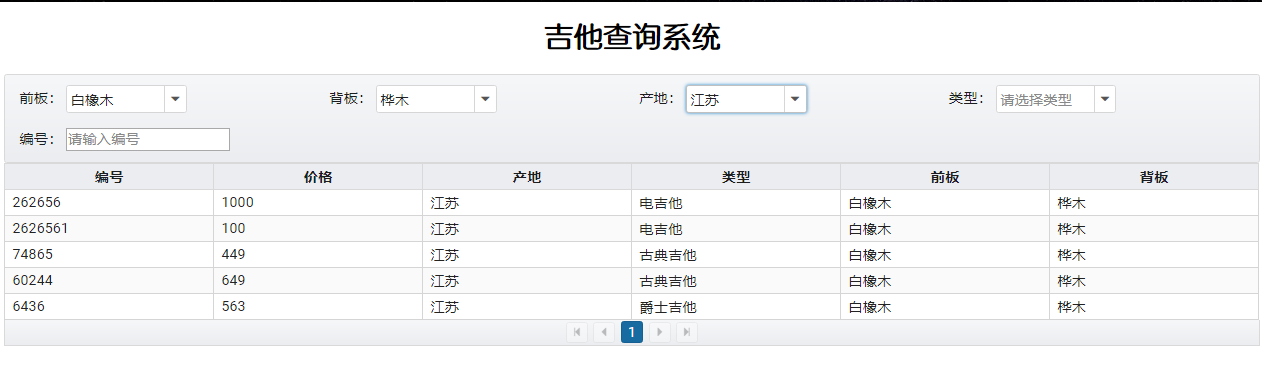 吉他查询系统
前板： 白橡木 背板： 桦木 产地： 江苏 类型： 请选择类型
编号： 请输入编号
编号 价格 产地 类型 前板 背板
262656 1000 江苏 电吉他 白橡木 桦木
2626561 100 江苏 电吉他 白橡木 桦木
74865 449 江苏 古典吉他 白橡木 桦木
60244 649 江苏 古典吉他 白橡木 桦木
6436 563 江苏 爵士吉他 白橡木 桦木
1